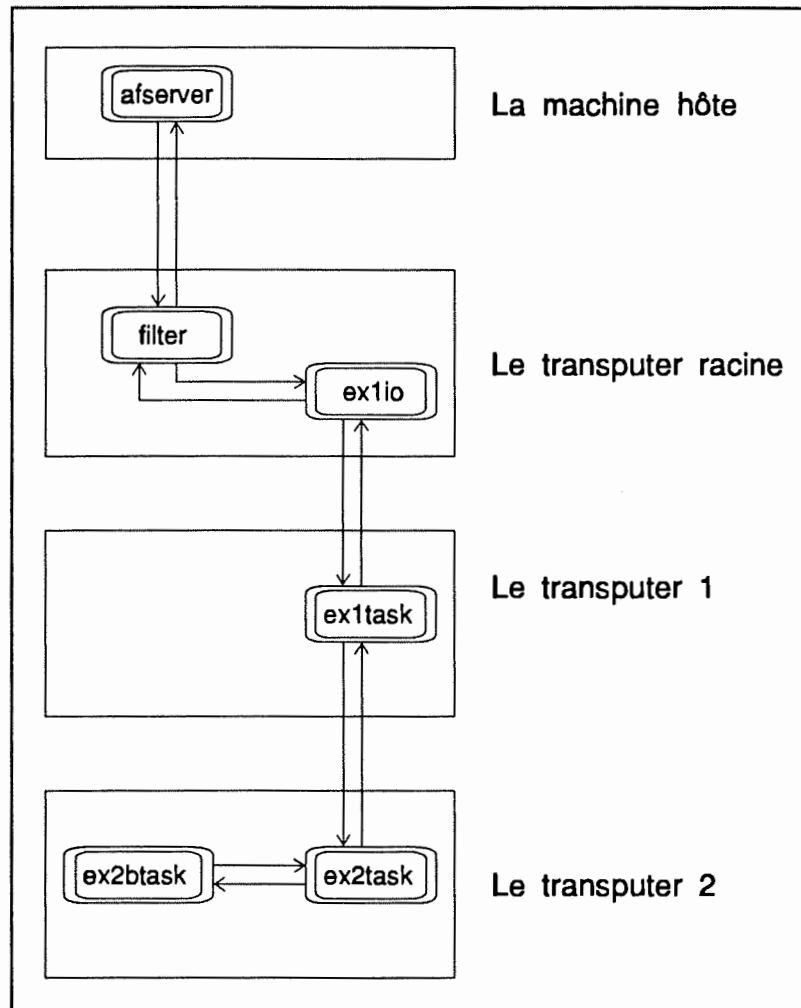 afserver
La machine hôte
filter
Le transputer racine
ex1io
Le transputer 1
ex1task
ex2btask
ex2task
Le transputer 2